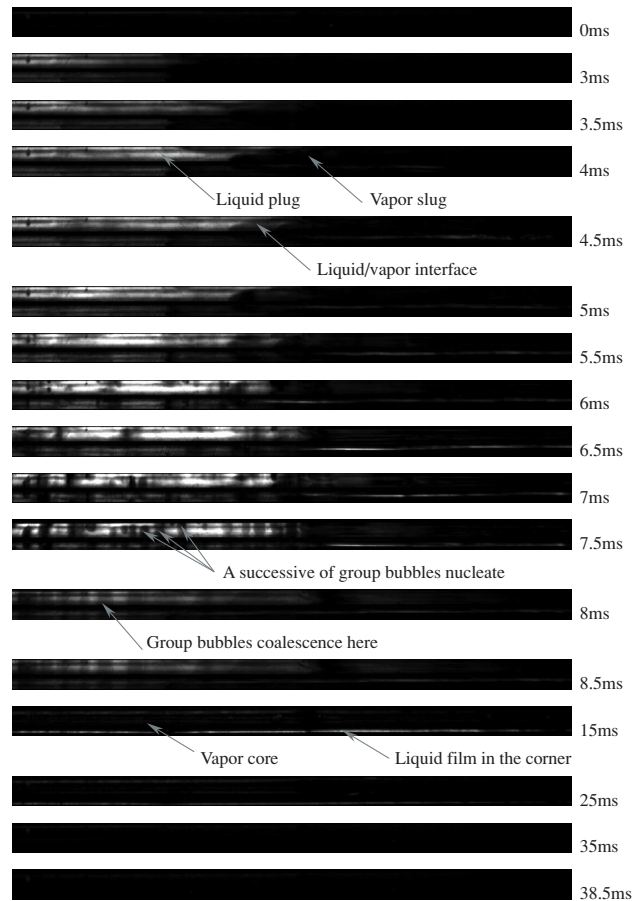 0ms
3ms
3.5ms
4ms
Liquid plug
Vapor slug
4.5ms
Liquid/vapor interface
5ms
5.5ms
6ms
6.5ms
7ms
7.5ms
A successive of group bubbles nucleate
8ms
Group bubbles coalescence here
8.5ms
15ms
Vapor core
Liquid film in the corner
25ms
35ms
38.5ms